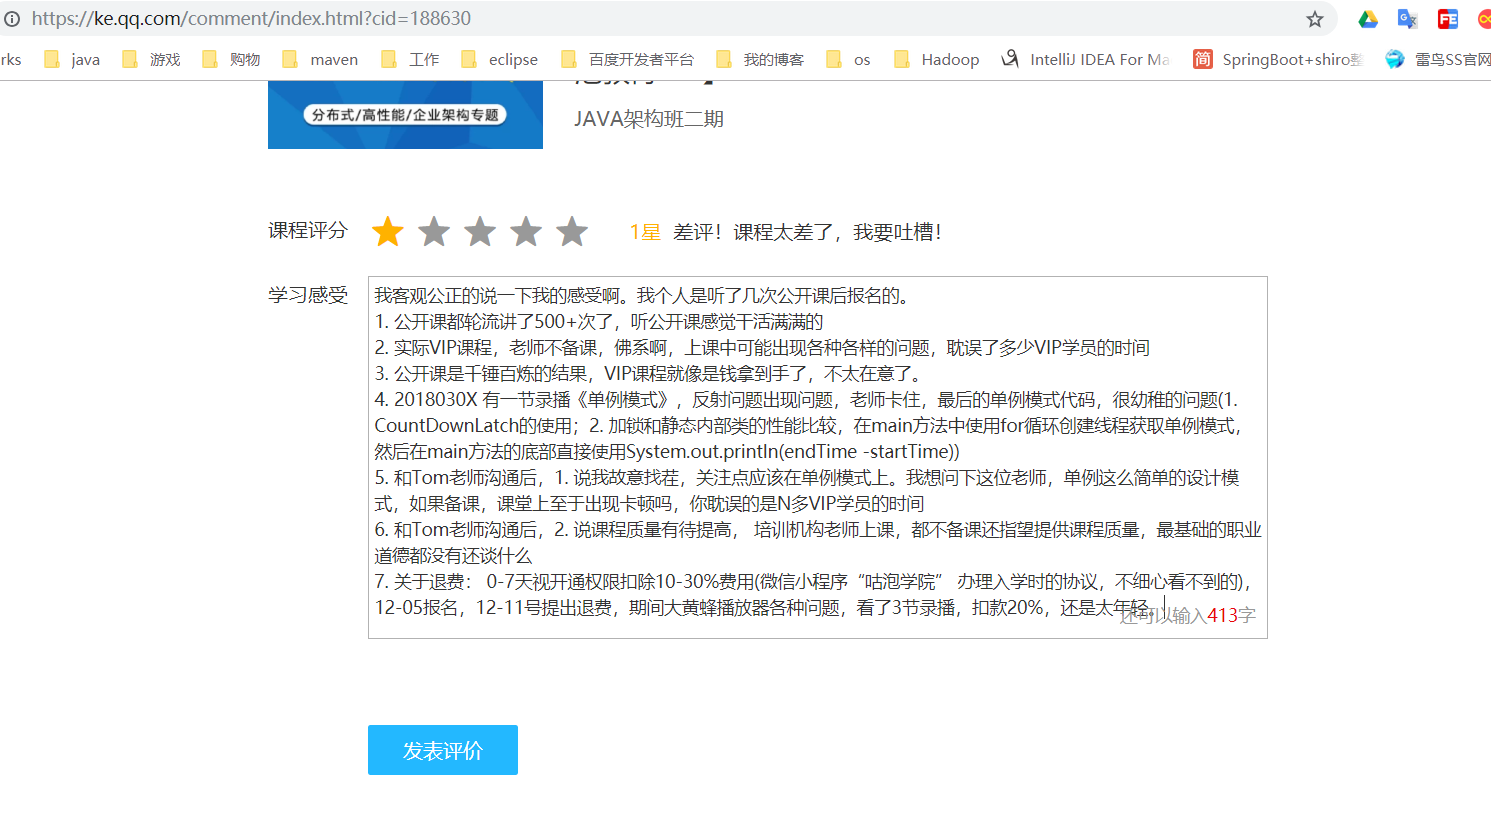 https://ke.qq.com/comment/index.html?cid=188630
rks java 游戏 购物 maven 工作 eclipse 百度开发者平台 我的博客 os Hadoop IntelliJ IDEA For Ma 简 SpringBoot+shiro整 雷鸟SS官网
分布式/高性能/企业架构专题
JAVA架构班二期
课程评分 1星 差评！课程太差了，我要吐槽！
学习感受
我客观公正的说一下我的感受啊。我个人是听了几次公开课后报名的。
1. 公开课都轮流讲了500+次了，听公开课感觉干活满满的
2. 实际VIP课程，老师不备课，佛系啊，上课中可能出现各种各样的问题，耽误了多少VIP学员的时间
3. 公开课是千锤百炼的结果，VIP课程就像是钱拿到手了，不太在意了。
4. 2018030X 有一节录播《单例模式》，反射问题出现问题，老师卡住，最后的单例模式代码，很幼稚的问题(1.
CountDownLatch的使用；2. 加锁和静态内部类的性能比较，在main方法中使用for循环创建线程获取单例模式，
然后在main方法的底部直接使用System.out.println(endTime -startTime))
5. 和Tom老师沟通后，1. 说我故意找茬，关注点应该在单例模式上。我想问下这位老师，单例这么简单的设计模
式，如果备课，课堂上至于出现卡顿吗，你耽误的是N多VIP学员的时间
6. 和Tom老师沟通后，2. 说课程质量有待提高， 培训机构老师上课，都不备课还指望提供课程质量，最基础的职业
道德都没有还谈什么
7. 关于退费： 0-7天视开通权限扣除10-30%费用(微信小程序“咕泡学院” 办理入学时的协议，不细心看不到的)，
12-05报名，12-11号提出退费，期间大黄蜂播放器各种问题，看了3节录播，扣款20%，还是太年轻。
还可以输入413字
发表评价